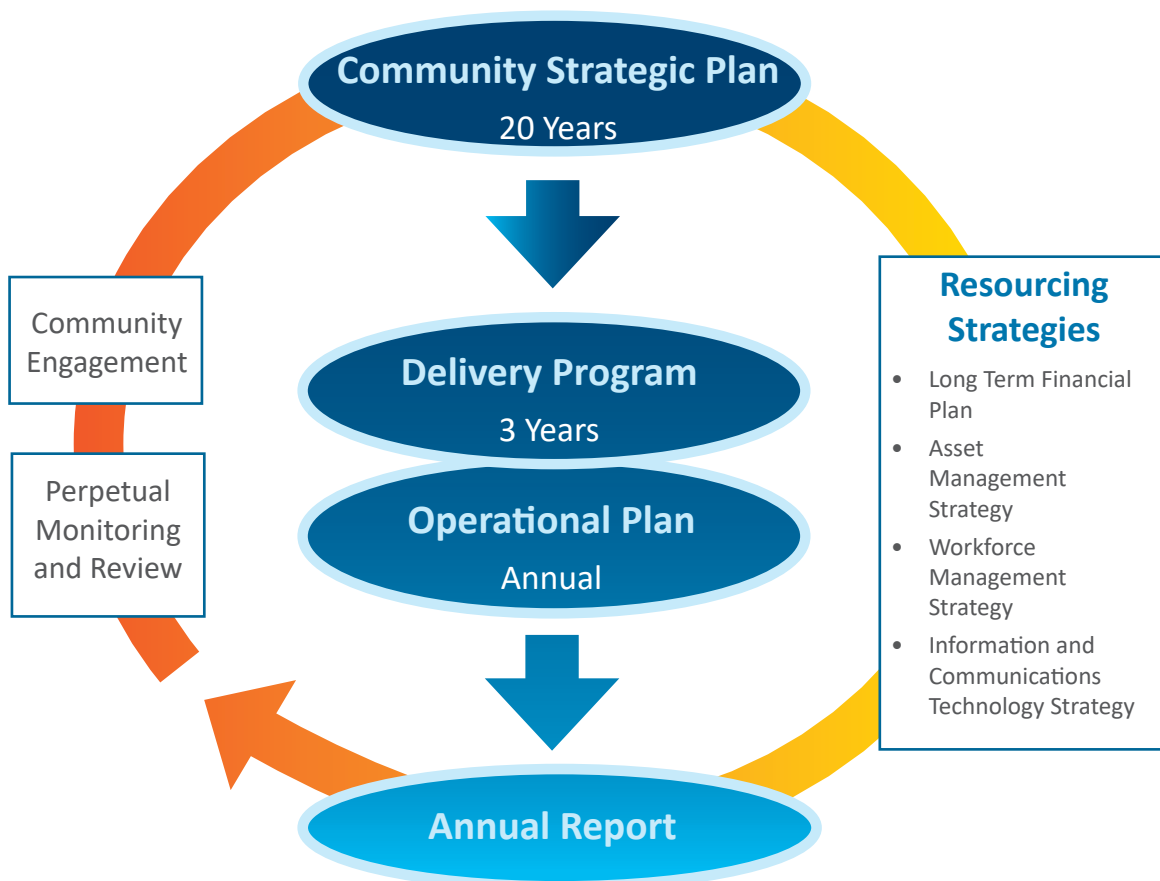 Community Strategic Plan
20 Years
Community
Engagement
Perpetual
Monitoring
and Review
Delivery Program
3 Years
Operational Plan
Annual
Annual Report
Resourcing
Strategies
• Long Term Financial
Plan
• Asset
Management
Strategy
• Workforce
Management
Strategy
• Information and
Communications
Technology Strategy